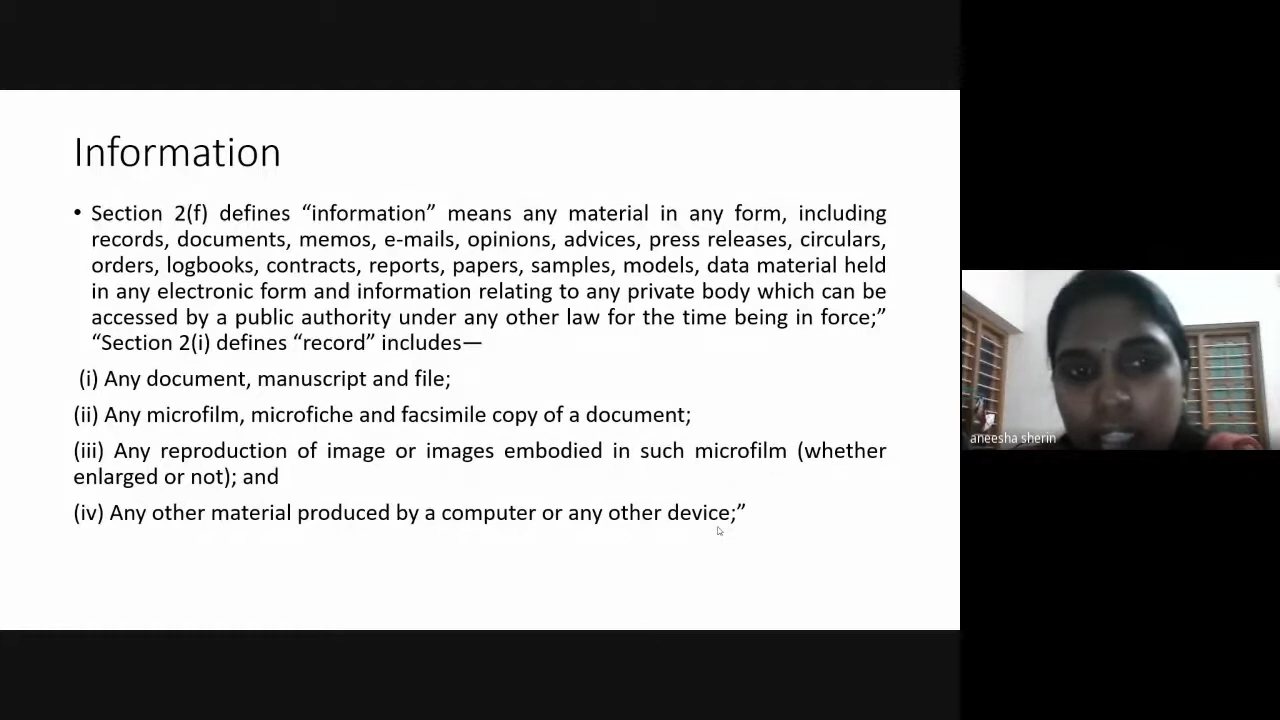 Information
• Section 2(f) defines “information” means any material in any form, including
records, documents, memos, e-mails, opinions, advices, press releases, circulars,
orders, logbooks, contracts, reports, papers, samples, models, data material held
in any electronic form and information relating to any private body which can be
accessed by a public authority under any other law for the time being in force;”
“Section 2(i) defines “record” includes—
(i) Any document, manuscript and file;
(ii) Any microfilm, microfiche and facsimile copy of a document;
(iii) Any reproduction of image or images embodied in such microfilm (whether
enlarged or not); and
(iv) Any other material produced by a computer or any other device;”
aneesha sherin